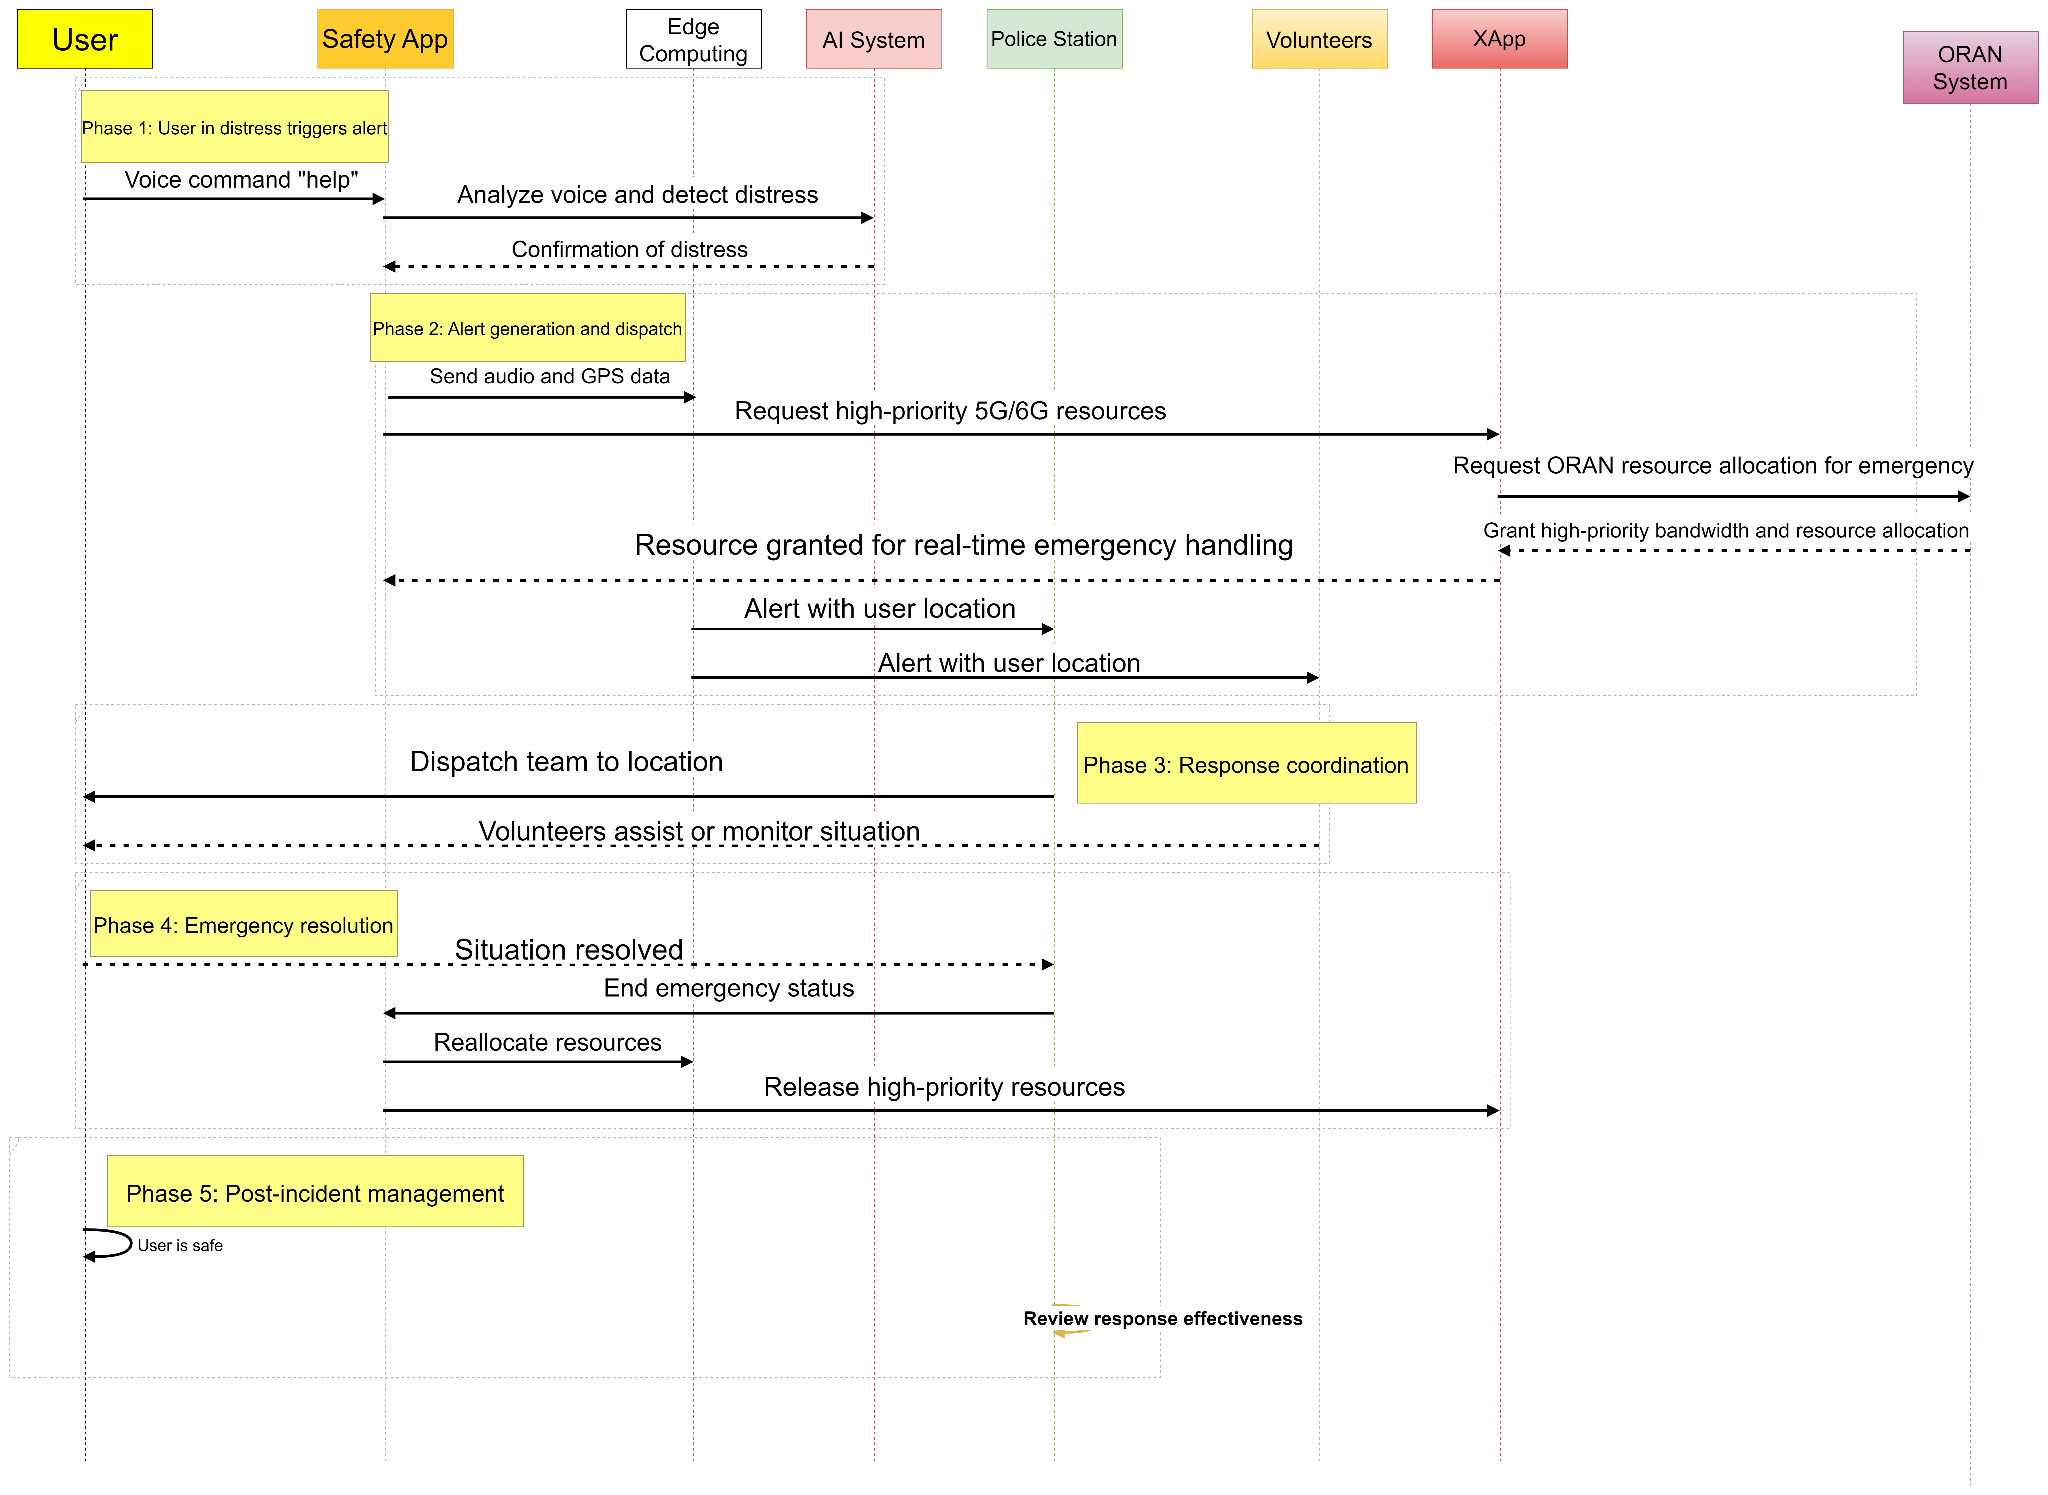 User
Safety App
Edge
Computing
AI System
Police Station
Volunteers
XApp
ORAN
System
Phase 1: User in distress triggers alert
Voice command "help"
Analyze voice and detect distress
Confirmation of distress
Phase 2: Alert generation and dispatch
Send audio and GPS data
Request high-priority 5G/6G resources
Request ORAN resource allocation for emergency
Grant high-priority bandwidth and resource allocation
Resource granted for real-time emergency handling
Alert with user location
Alert with user location
Phase 3: Response coordination
Dispatch team to location
Volunteers assist or monitor situation
Phase 4: Emergency resolution
Situation resolved
End emergency status
Reallocate resources
Release high-priority resources
Phase 5: Post-incident management
User is safe
Review response effectiveness